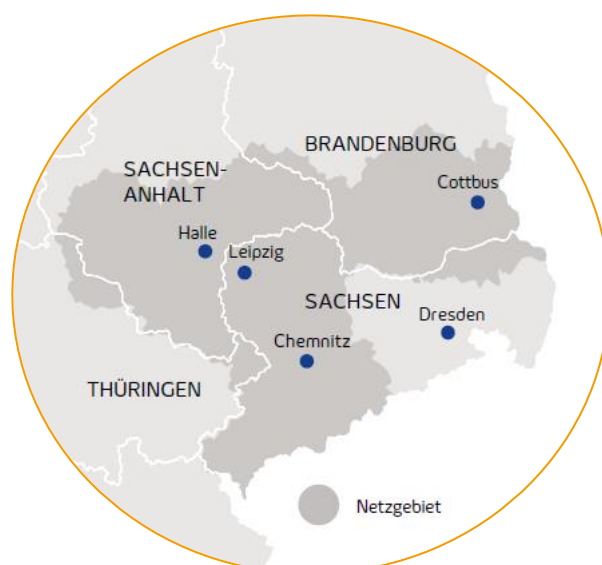 BRANDENBURG
SACHSEN-
ANHALT
Cottbus
Halle
Leipzig
SACHSEN
Dresden
Chemnitz
THÜRINGEN
Netzgebiet